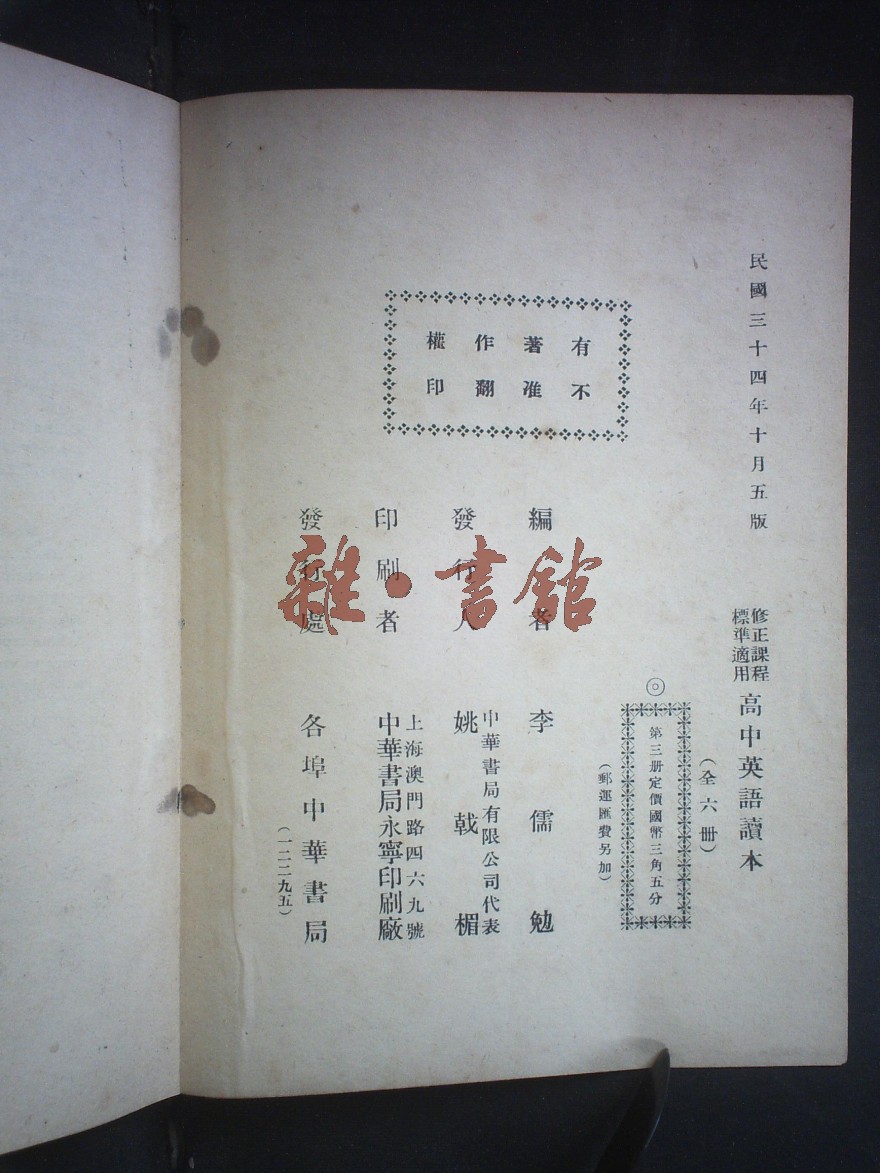 民國三十四年十月五版
修正課程
標準適用
高中英語讀本
(全六册)
◎
第三册定價國幣三角五分
(郵運匯費另加)
有著作權
不准翻印
編者 李儒勉
發行人 中華書局有限公司代表
姚戟楣
印刷者 上海澳門路四六九號
中華書局永寧印刷廠
發行處 各埠中華書局
(一二二九五)
雜·書館